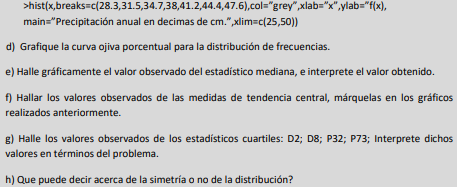 >hist(x,breaks=c(28.3,31.5,34.7,38,41.2,44.4,47.6),col="grey",xlab="x",ylab="f(x),
main="Precipitación anual en decimas de cm.",xlim=c(25,50))
d) Grafique la curva ojiva porcentual para la distribución de frecuencias.
e) Halle gráficamente el valor observado del estadístico mediana, e interprete el valor obtenido.
f) Hallar los valores observados de las medidas de tendencia central, márquelas en los gráficos
realizados anteriormente.
g) Halle los valores observados de los estadísticos cuartiles: D2; D8; P32; P73; Interprete dichos
valores en términos del problema.
h) Que puede decir acerca de la simetría o no de la distribución?